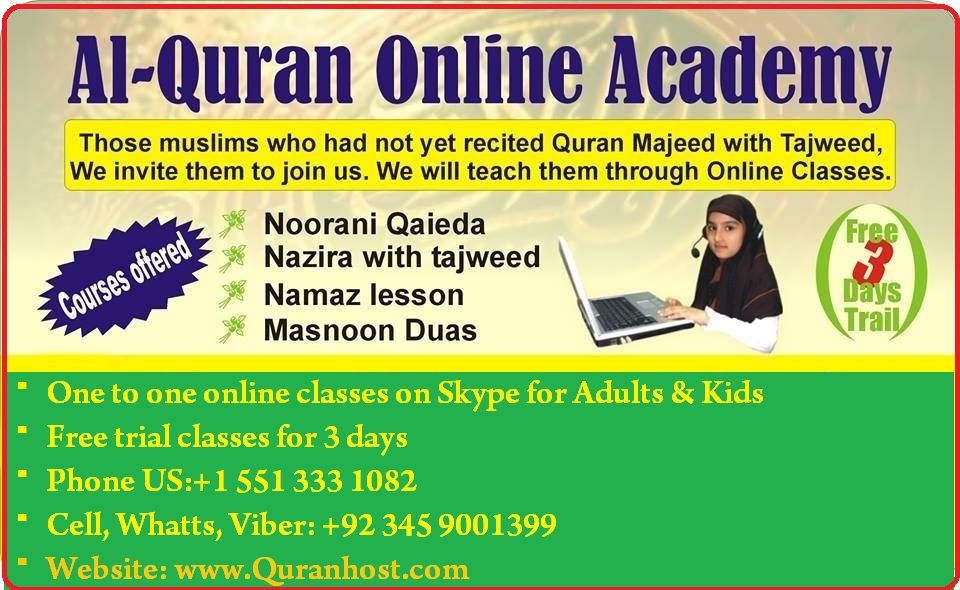 Al-Quran Online Academy
Those muslims who had not yet recited Quran Majeed with Tajweed,
We invite them to join us. We will teach them through Online Classes.
Courses offered
Noorani Qaieda
Nazira with tajweed
Namaz lesson
Masnoon Duas
Free
3
Days
Trail
One to one online classes on Skype for Adults & Kids
Free trial classes for 3 days
Phone US:+1 551 333 1082
Cell, Whatts, Viber: +92 345 9001399
Website: www.Quranhost.com